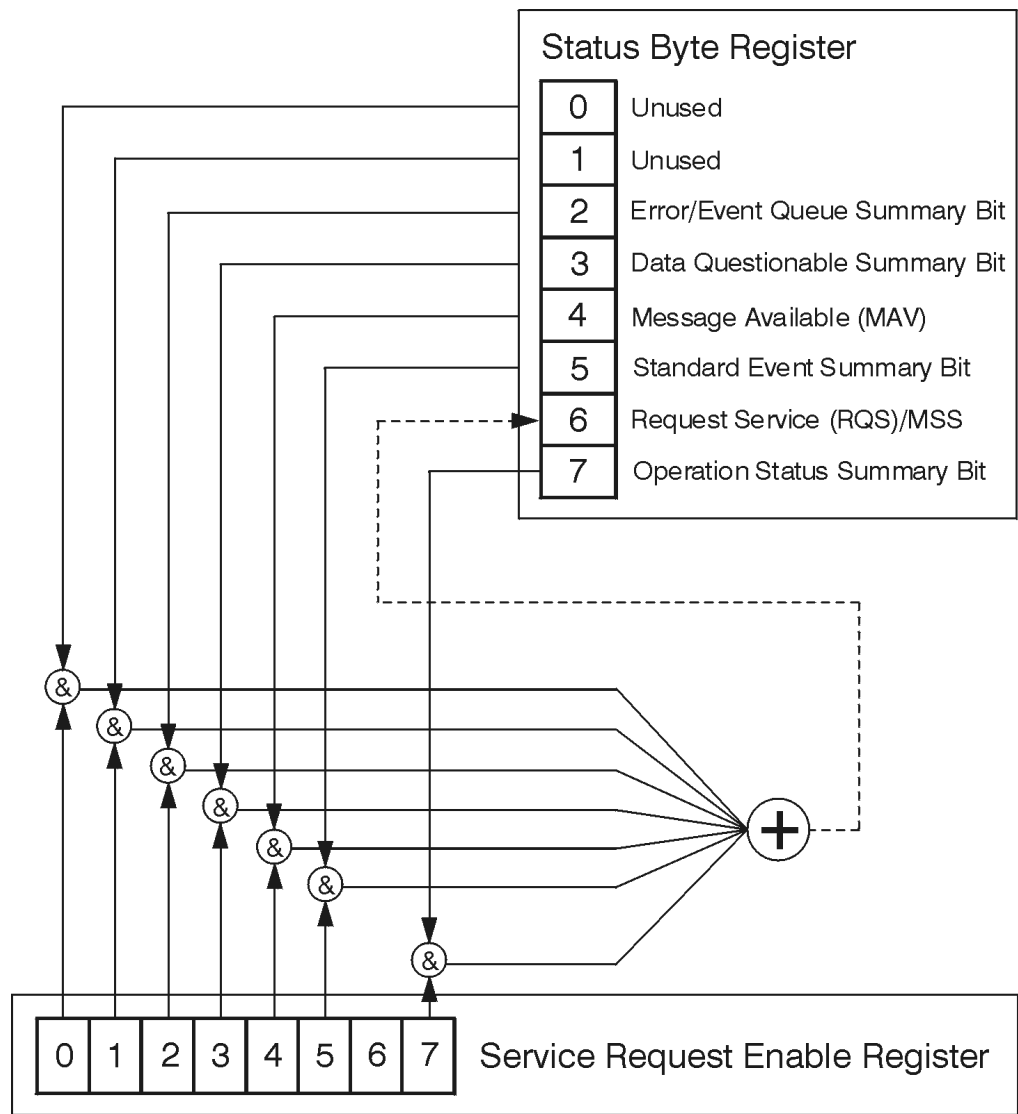 Status Byte Register
0 Unused
1 Unused
2 Error/Event Queue Summary Bit
3 Data Questionable Summary Bit
4 Message Available (MAV)
5 Standard Event Summary Bit
6 Request Service (RQS)/MSS
7 Operation Status Summary Bit
&
&
&
&
&
&
&
+
0 1 2 3 4 5 6 7 Service Request Enable Register